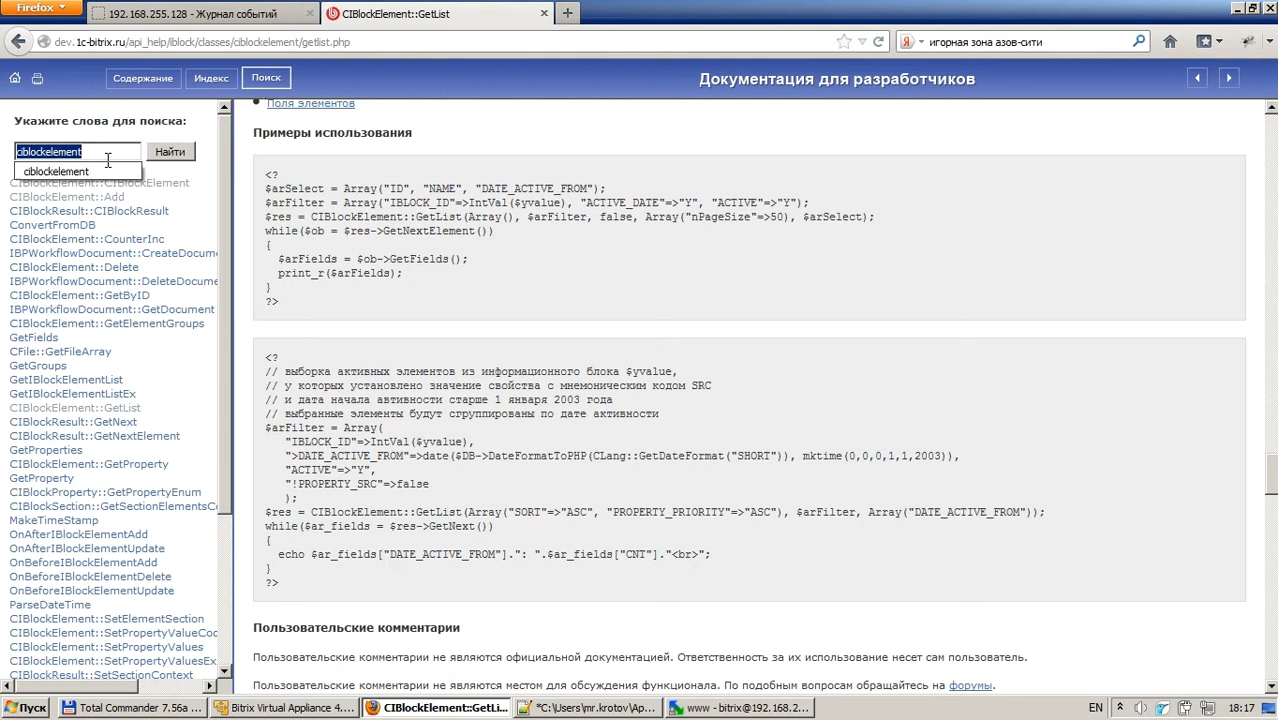 Firefox
192.168.255.128 - Журнал событий
CIBlockElement::GetList
dev.1c-bitrix.ru/api_help/iblock/classes/ciblockelement/getlist.php
игорная зона азов-сити
Содержание
Индекс
Поиск
Документация для разработчиков
Укажите слова для поиска:
ciblockelement
Найти
ciblockelement
CIBlockElement::CIBlockElement
CIBlockElement::Add
CIBlockResult::CIBlockResult
ConvertFromDB
CIBlockElement::CounterInc
IBPWorkflowDocument::CreateDocume
CIBlockElement::Delete
IBPWorkflowDocument::DeleteDocume
CIBlockElement::GetByID
IBPWorkflowDocument::GetDocument
CIBlockElement::GetElementGroups
GetFields
CFile::GetFileArray
GetGroups
GetIBlockElementList
GetIBlockElementListEx
CIBlockElement::GetList
CIBlockResult::GetNext
CIBlockResult::GetNextElement
GetProperties
CIBlockElement::GetProperty
GetProperty
CIBlockProperty::GetPropertyEnum
CIBlockSection::GetSectionElementsCo
MakeTimeStamp
OnAfterIBlockElementAdd
OnAfterIBlockElementUpdate
OnBeforeIBlockElementAdd
OnBeforeIBlockElementDelete
OnBeforeIBlockElementUpdate
ParseDateTime
CIBlockElement::SetElementSection
CIBlockElement::SetPropertyValueCod
CIBlockElement::SetPropertyValues
CIBlockElement::SetPropertyValuesEx
CIBlockResult::SetSectionContext
Поля элементов
Примеры использования
<?
$arSelect = Array("ID", "NAME", "DATE_ACTIVE_FROM");
$arFilter = Array("IBLOCK_ID"=>IntVal($yvalue), "ACTIVE_DATE"=>"Y", "ACTIVE"=>"Y");
$res = CIBlockElement::GetList(Array(), $arFilter, false, Array("nPageSize"=>50), $arSelect);
while($ob = $res->GetNextElement())
{
$arFields = $ob->GetFields();
print_r($arFields);
}
?>
<?
// выборка активных элементов из информационного блока $yvalue,
// у которых установлено значение свойства с мнемоническим кодом SRC
// и дата начала автивности старше 1 января 2003 года
// выбранные элементы будут сгруппированы по дате активности
$arFilter = Array(
"IBLOCK_ID"=>IntVal($yvalue),
">DATE_ACTIVE_FROM"=>date($DB->DateFormatToPHP(CLang::GetDateFormat("SHORT")), mktime(0,0,0,1,1,2003)),
"ACTIVE"=>"Y",
"!PROPERTY_SRC"=>false
);
$res = CIBlockElement::GetList(Array("SORT"=>"ASC", "PROPERTY_PRIORITY"=>"ASC"), $arFilter, Array("DATE_ACTIVE_FROM"));
while($ar_fields = $res->GetNext())
{
echo $ar_fields["DATE_ACTIVE_FROM"].": ".$ar_fields["CNT"]."<br>";
}
?>
Пользовательские комментарии
Пользовательские комментарии не являются официальной документацией. Ответственность за их использование несет сам пользователь.
Пользовательские комментарии не являются местом для обсуждения функционала. По подобным вопросам обращайтесь на форумы.
Пуск
Total Commander 7.56a ...
Bitrix Virtual Appliance 4....
CIBlockElement::GetLi...
*C:\Users\mr.krotov\Ap...
www - bitrix@192.168.2...
EN
18:17